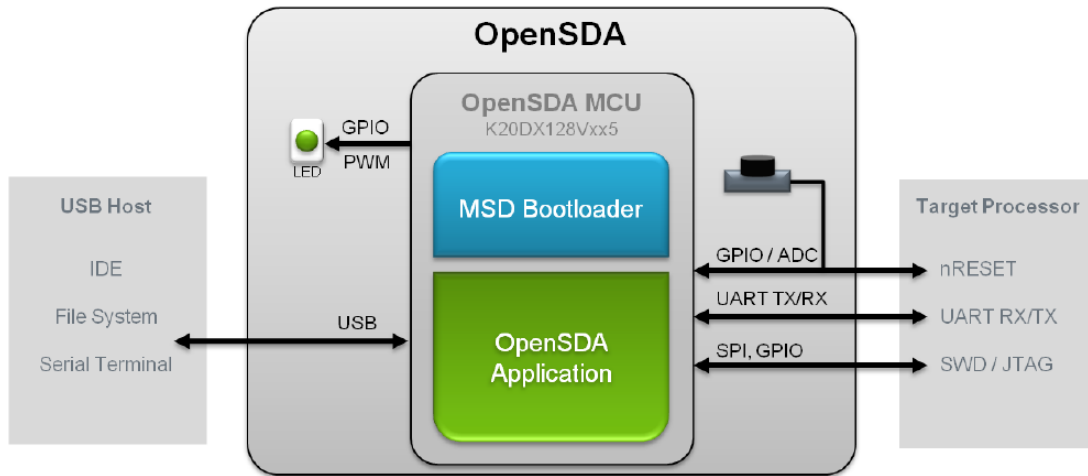 OpenSDA
OpenSDA MCU
K20DX128Vxx5
GPIO
PWM
LED
MSD Bootloader
USB Host
IDE
File System
Serial Terminal
USB
OpenSDA
Application
GPIO / ADC
UART TX/RX
SPI, GPIO
Target Processor
nRESET
UART RX/TX
SWD / JTAG